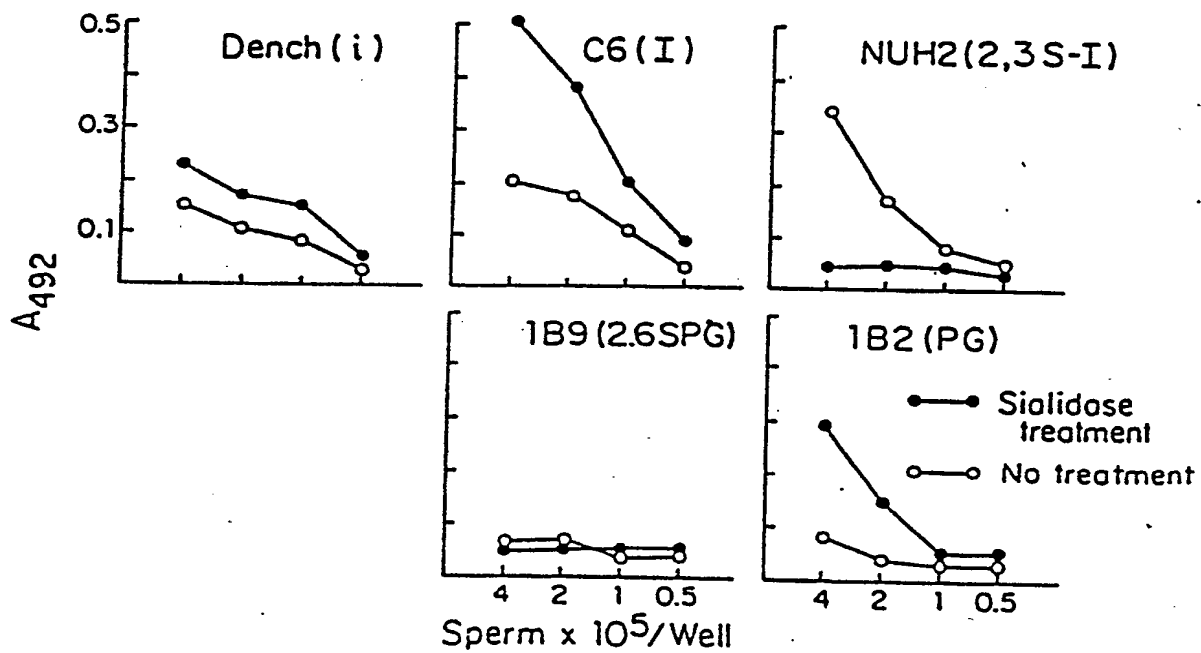 0.5
0.3
0.1
A492
Dench (i)
C6 (I)
NUH2 (2,3 S-I)
1B9 (2.6SPG)
1B2 (PG)
Sialidase
treatment
No treatment
4 2 1 0.5
4 2 1 0.5
Sperm x 10⁵/Well